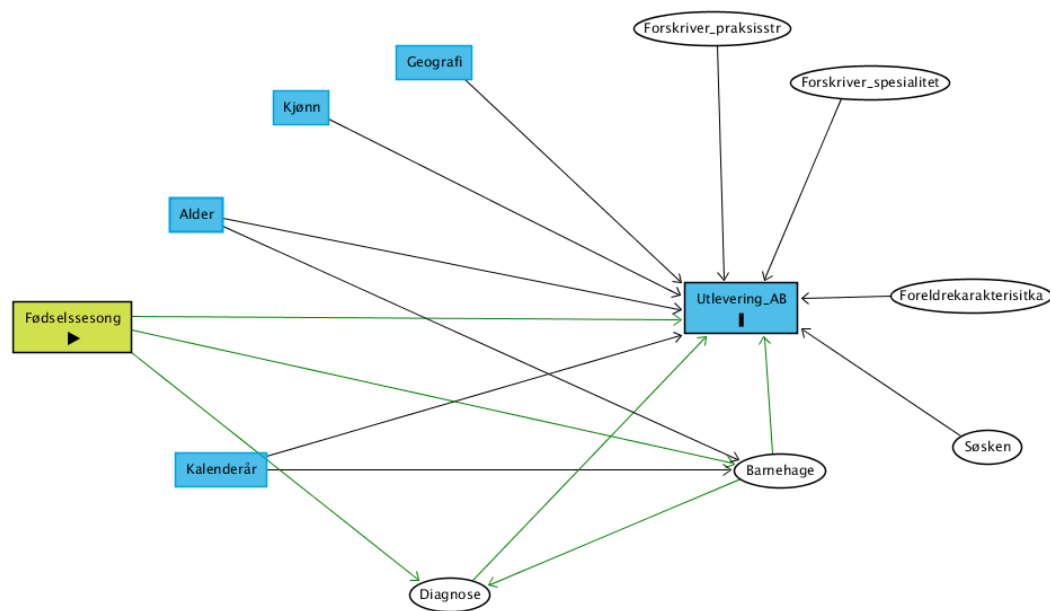 Forskriver_praksisstr
Geografi
Forskriver_spesialitet
Kjønn
Alder
Utlevering_AB
Foreldrekarakterisitka
Fødselssesong
Søsken
Kalenderår
Barnehage
Diagnose